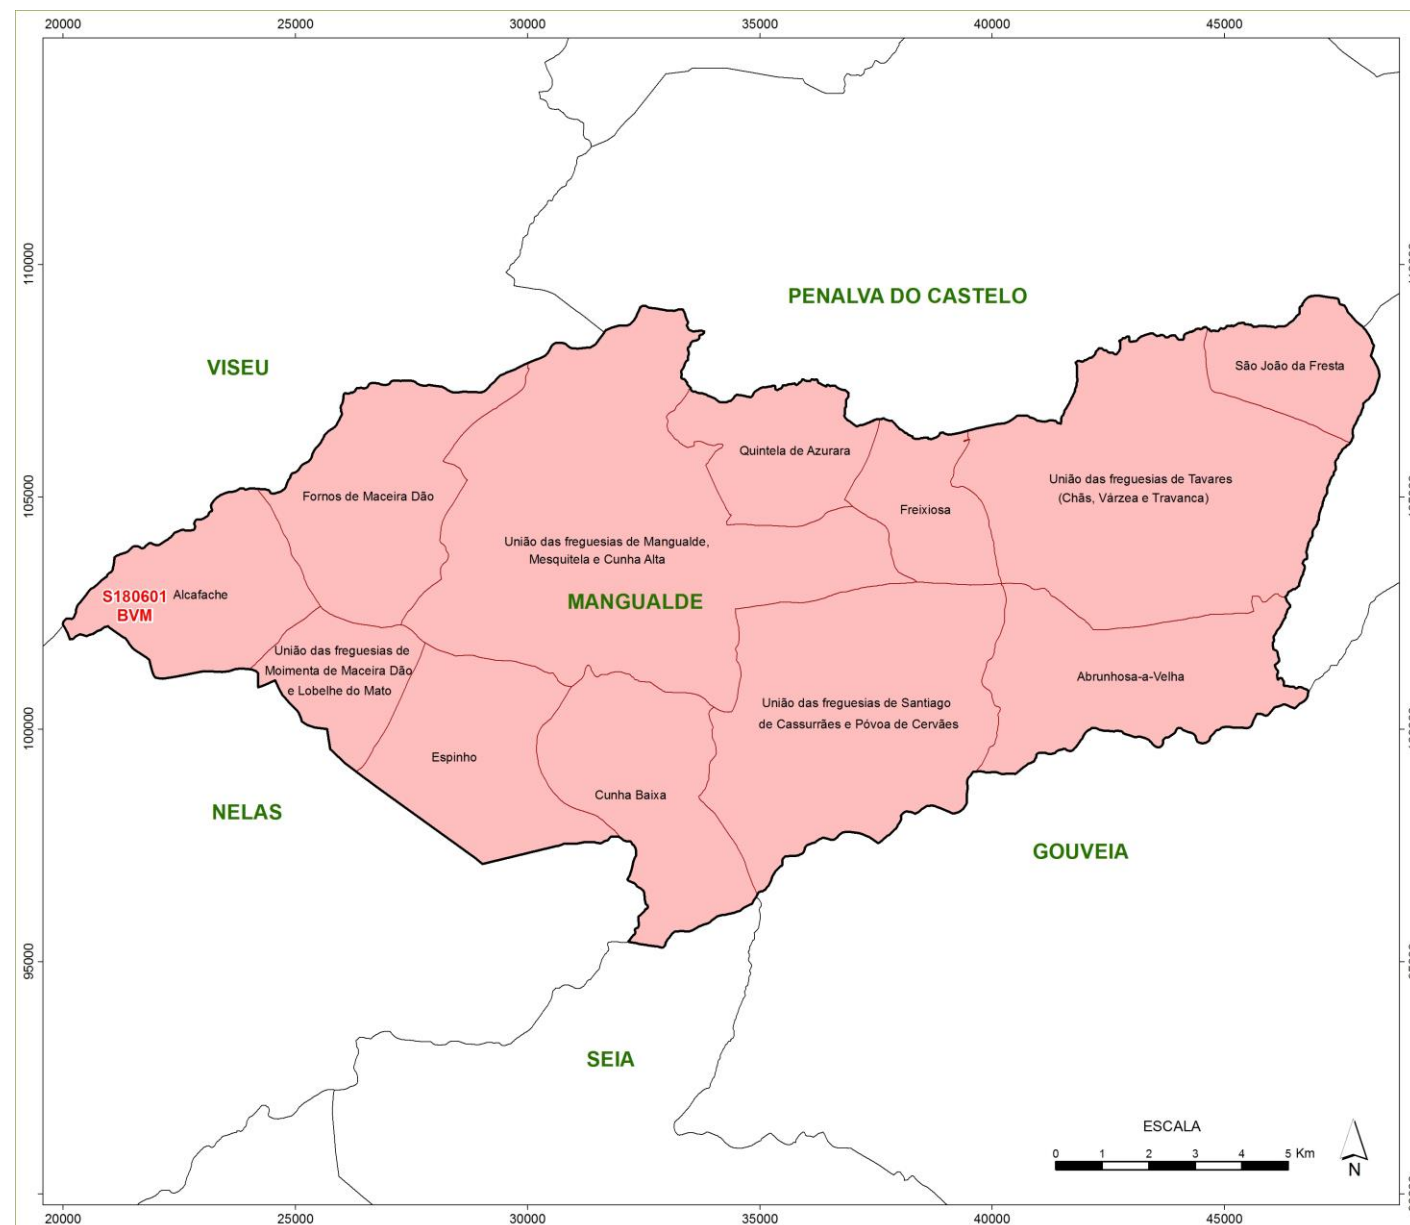 20000 25000 30000 35000 40000 45000
110000
PENALVA DO CASTELO
VISEU
São João da Fresta
Quintela de Azurara
União das freguesias de Tavares
(Chãs, Várzea e Travanca)
Fornos de Maceira Dão
105000
Freixiosa
União das freguesias de Mangualde,
Mesquitela e Cunha Alta
S180601
BVM
Alcafache
MANGUALDE
União das freguesias de
Moimenta de Maceira Dão
e Lobelhe do Mato
Abrunhosa-a-Velha
União das freguesias de Santiago
de Cassurrães e Póvoa de Cervães
100000
Espinho
Cunha Baixa
NELAS
GOUVEIA
95000
SEIA
ESCALA
0 1 2 3 4 5 Km
N
20000 25000 30000 35000 40000 45000